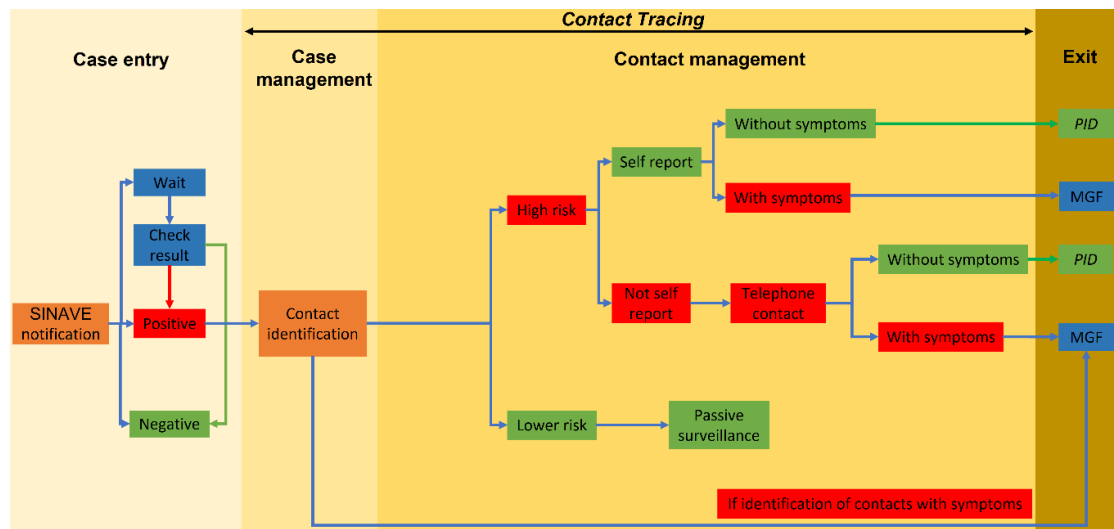 Contact Tracing
Case entry
Case
management
Contact management
Exit
Without symptoms
PID
Self report
Wait
With symptoms
MGF
High risk
Check
result
Without symptoms
PID
SINAVE
notification
Positive
Contact
identification
Not self
report
Telephone
contact
With symptoms
MGF
Negative
Lower risk
Passive
surveillance
If identification of contacts with symptoms